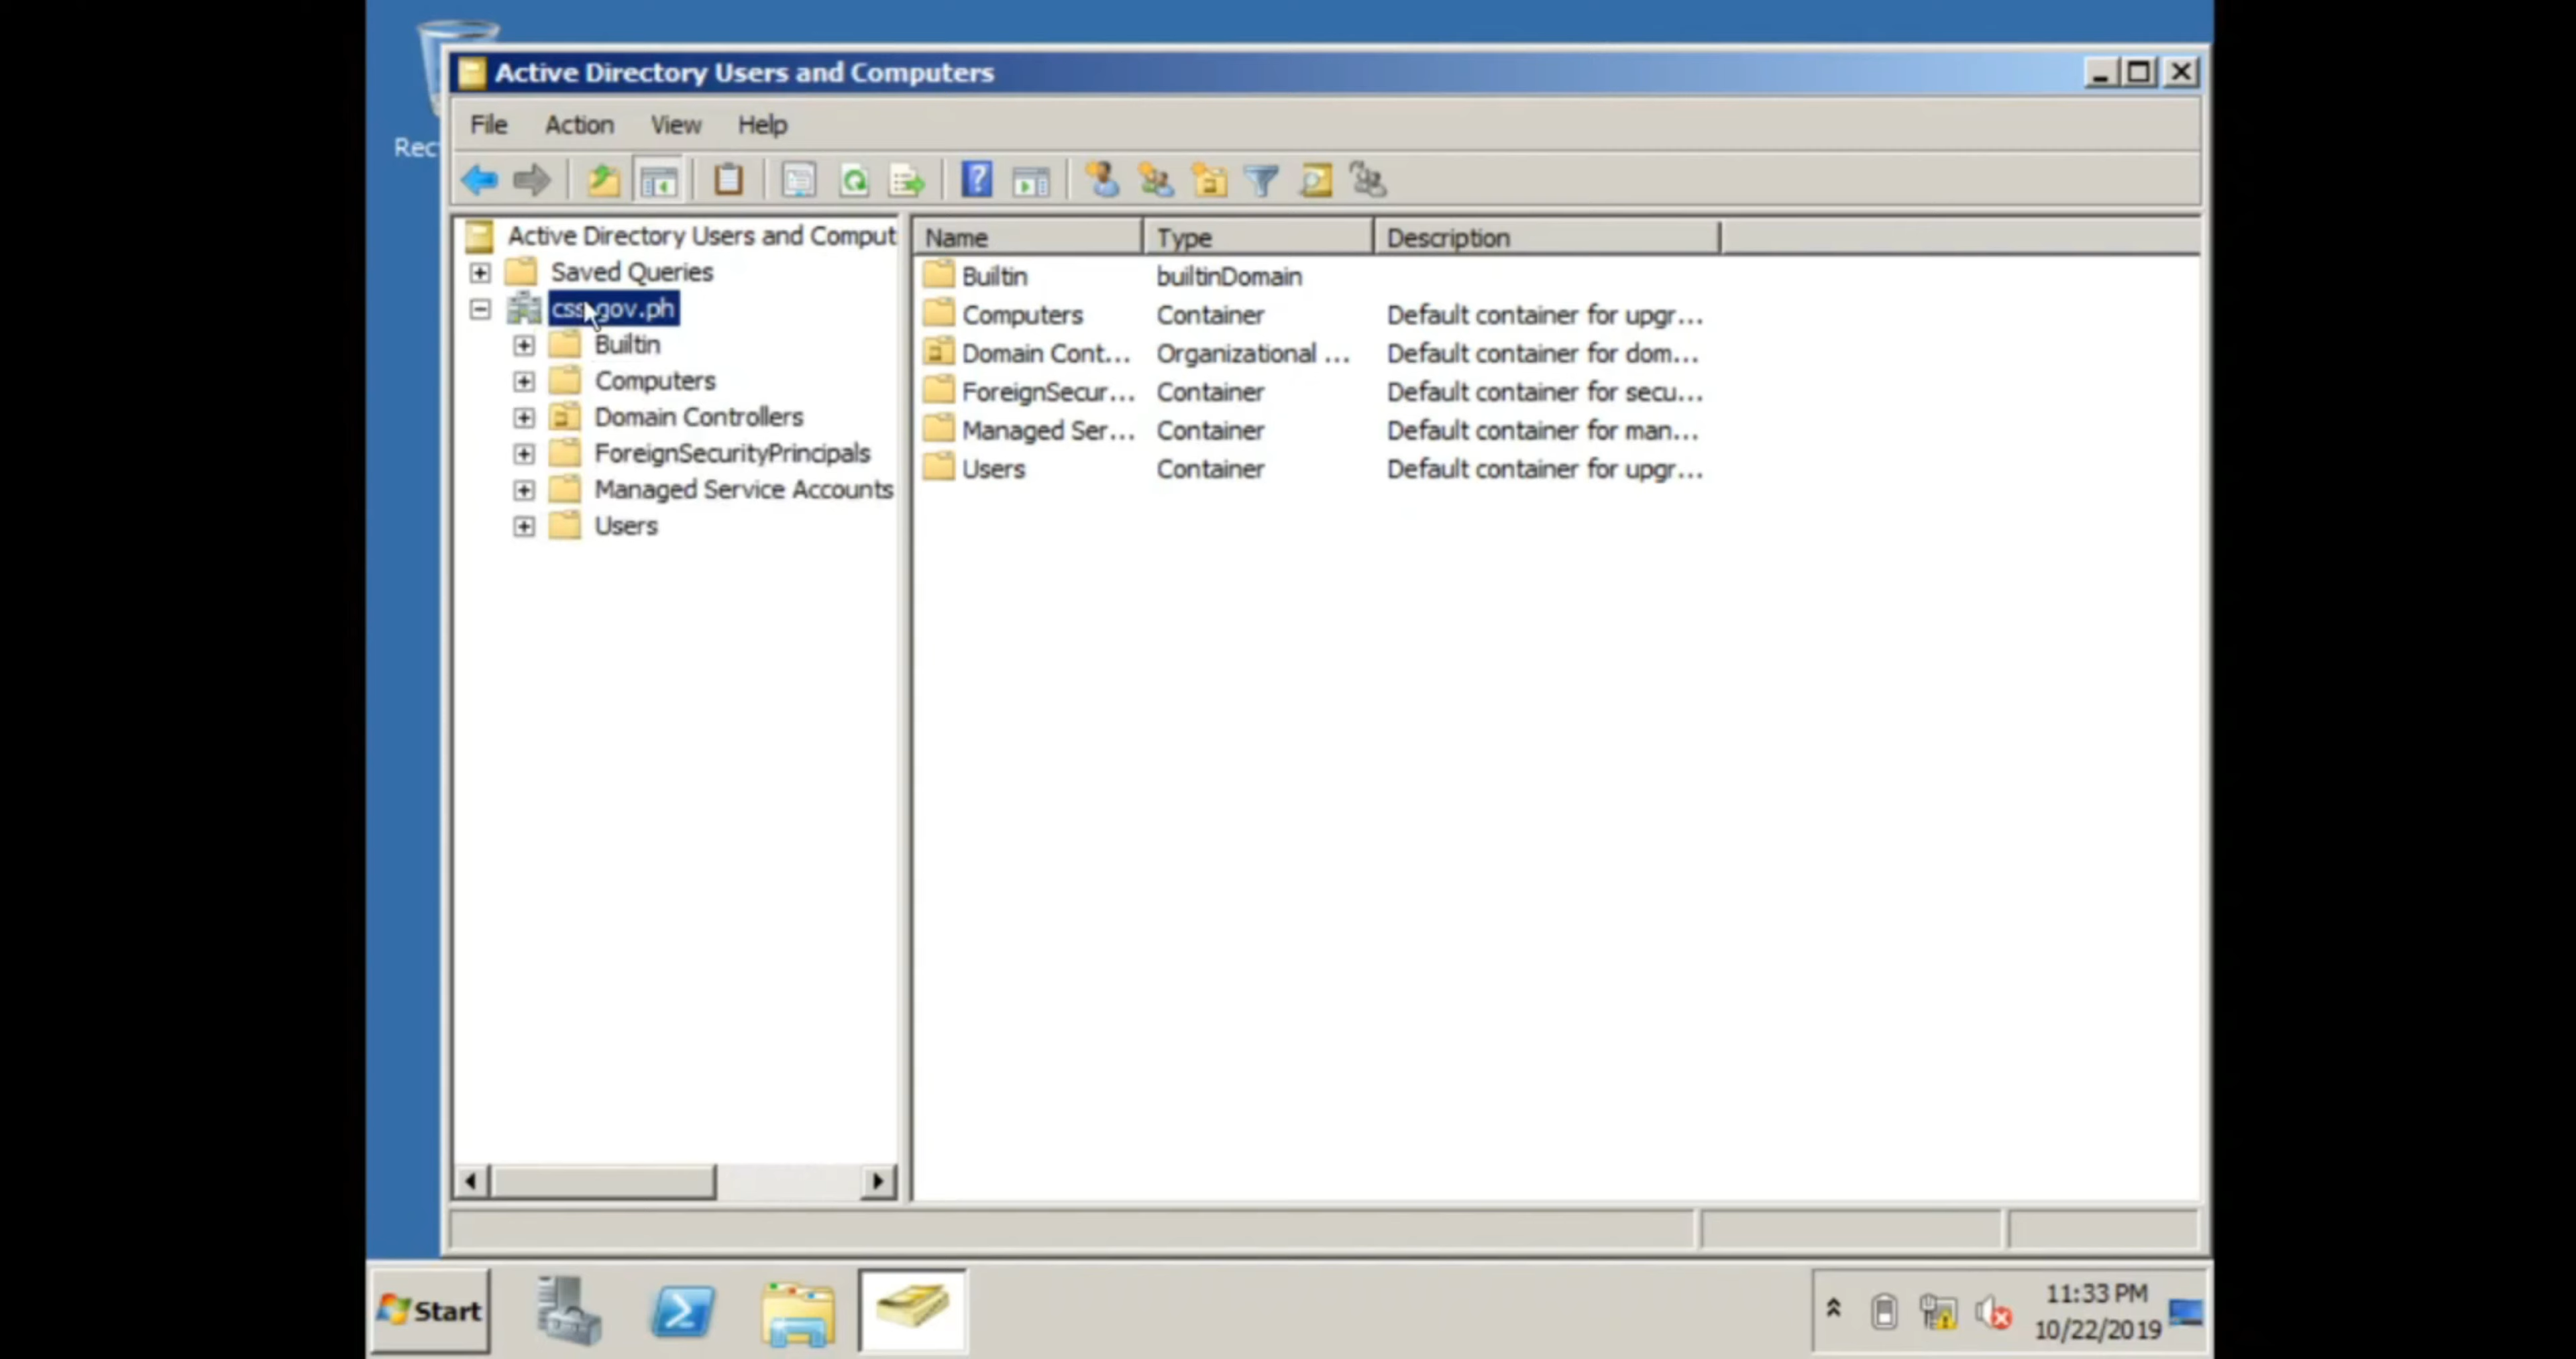 Rec
Active Directory Users and Computers
File Action View Help
Active Directory Users and Comput
Saved Queries
css.gov.ph
Builtin
Computers
Domain Controllers
ForeignSecurityPrincipals
Managed Service Accounts
Users
Name Type Description
Builtin builtinDomain
Computers Container Default container for upgr...
Domain Cont... Organizational ... Default container for dom...
ForeignSecur... Container Default container for secu...
Managed Ser... Container Default container for man...
Users Container Default container for upgr...
Start
11:33 PM
10/22/2019